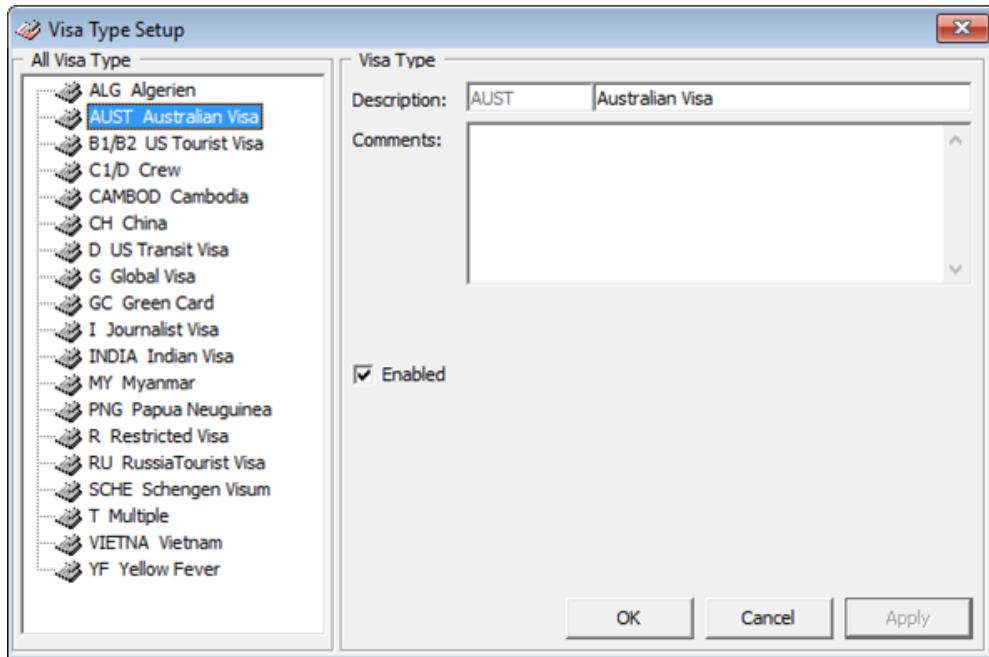 Visa Type Setup
All Visa Type
ALG Algerien
AUST Australian Visa
B1/B2 US Tourist Visa
C1/D Crew
CAMBOD Cambodia
CH China
D US Transit Visa
G Global Visa
GC Green Card
I Journalist Visa
INDIA Indian Visa
MY Myanmar
PNG Papua Neuguinea
R Restricted Visa
RU RussiaTourist Visa
SCHE Schengen Visum
T Multiple
VIETNA Vietnam
YF Yellow Fever
Visa Type
Description: AUST Australian Visa
Comments:
Enabled
OK Cancel Apply